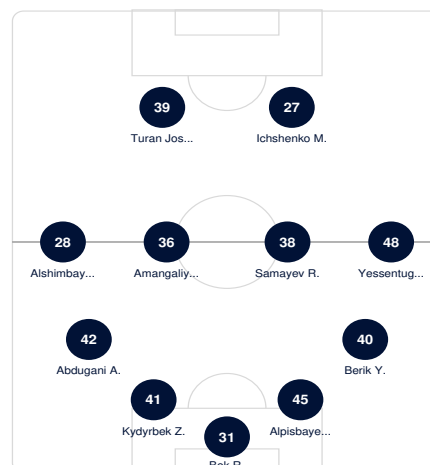 39 27
Turan Jos... Ichshenko M.
28 36 38 48
Alshimbay... Amangaliy... Samayev R. Yessentug...
42 40
Abdugani A. Berik Y.
41 45
Kydyrbek Z. Alpisbaye...
31